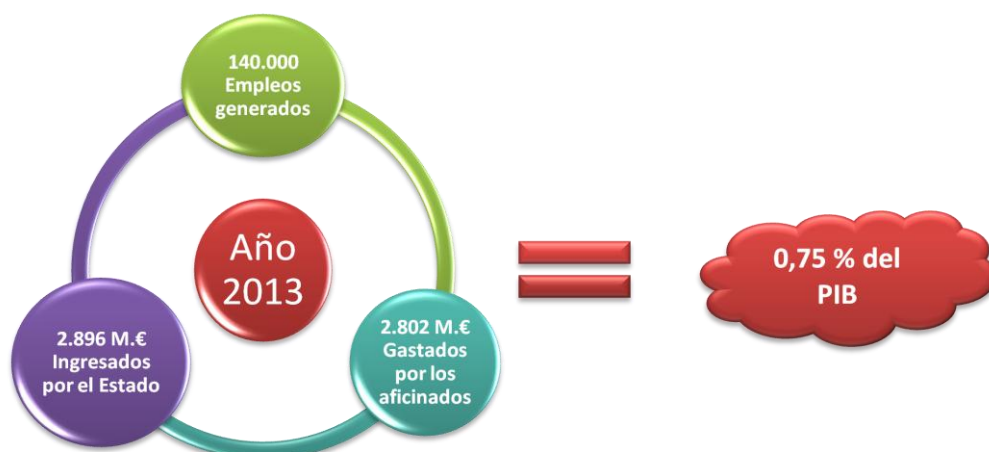 140.000
Empleos
generados
Año
2013
2.896 M.€
Ingresados
por el Estado
2.802 M.€
Gastados
por los
aficinados
0,75 % del
PIB